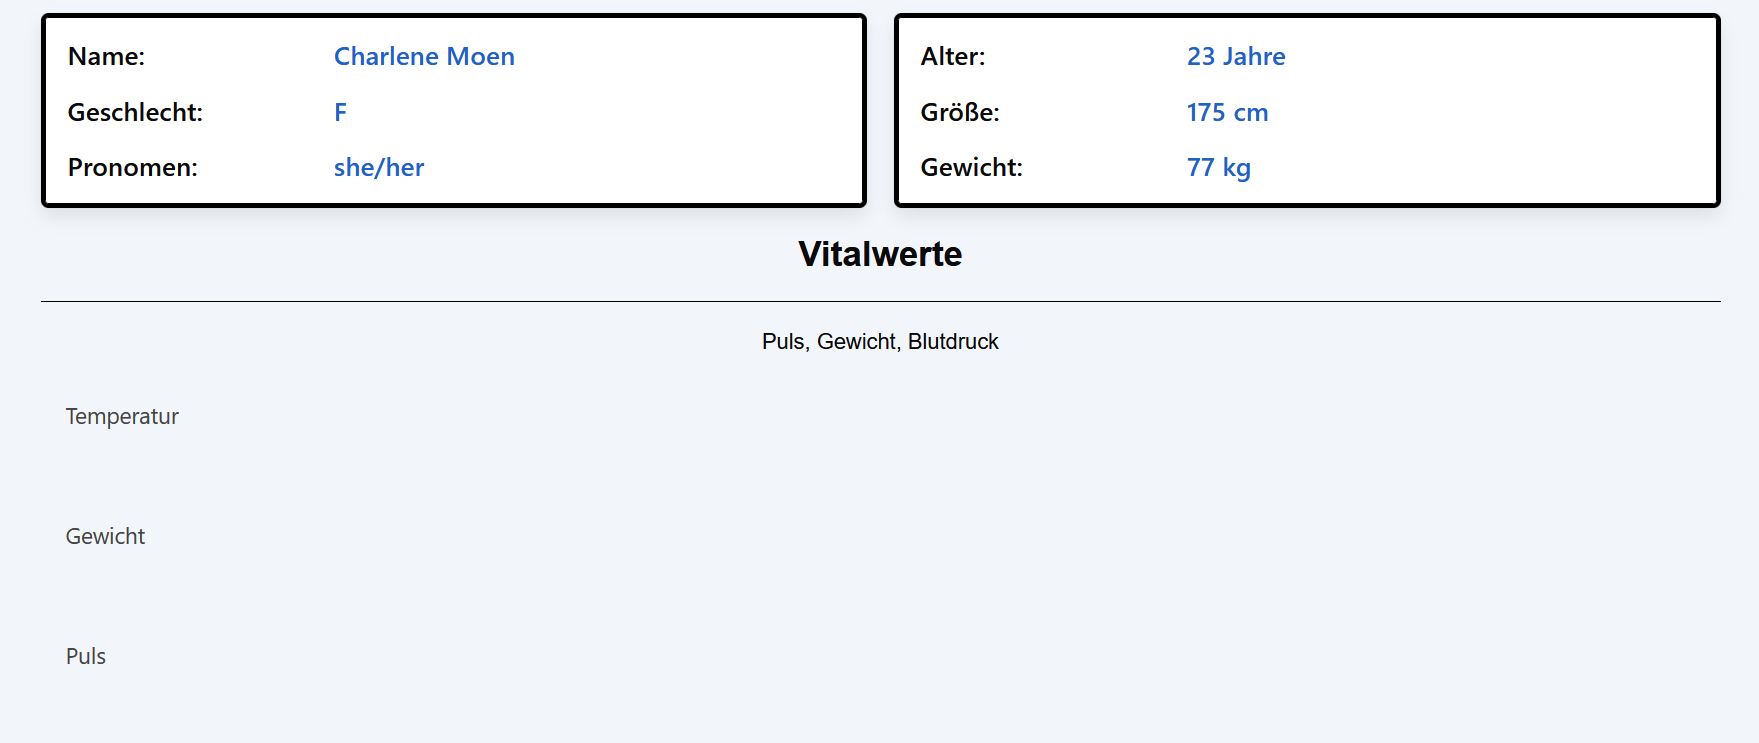 Name: Charlene Moen
Geschlecht: F
Pronomen: she/her
Alter: 23 Jahre
Größe: 175 cm
Gewicht: 77 kg
Vitalwerte
Puls, Gewicht, Blutdruck
Temperatur
Gewicht
Puls